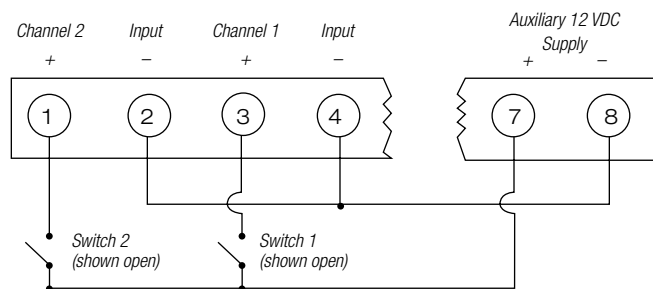 Channel 2 Input Channel 1 Input Auxiliary 12 VDC
Supply
+ – + – + –
1 2 3 4 7 8
Switch 2
(shown open)
Switch 1
(shown open)